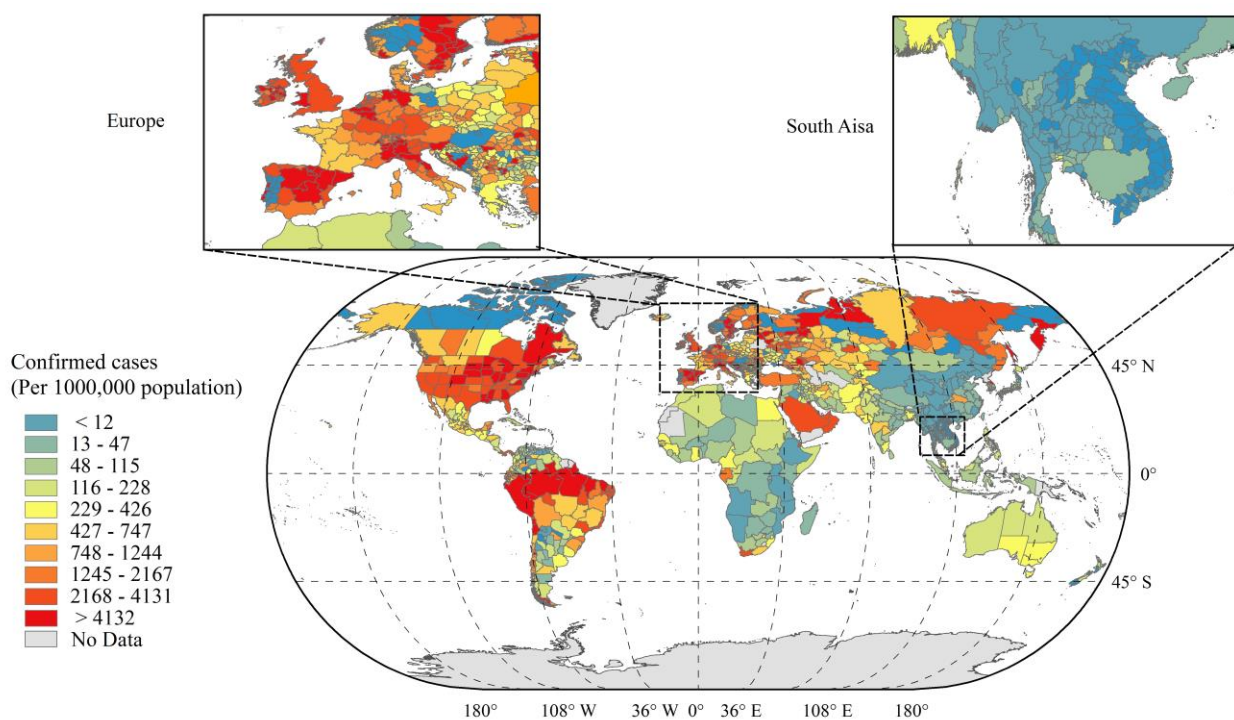 Europe
South Aisa
45° N
0°
45° S
Confirmed cases
(Per 1000,000 population)
< 12
13 - 47
48 - 115
116 - 228
229 - 426
427 - 747
748 - 1244
1245 - 2167
2168 - 4131
> 4132
No Data
180° 108° W 36° W 0° 36° E 108° E 180°